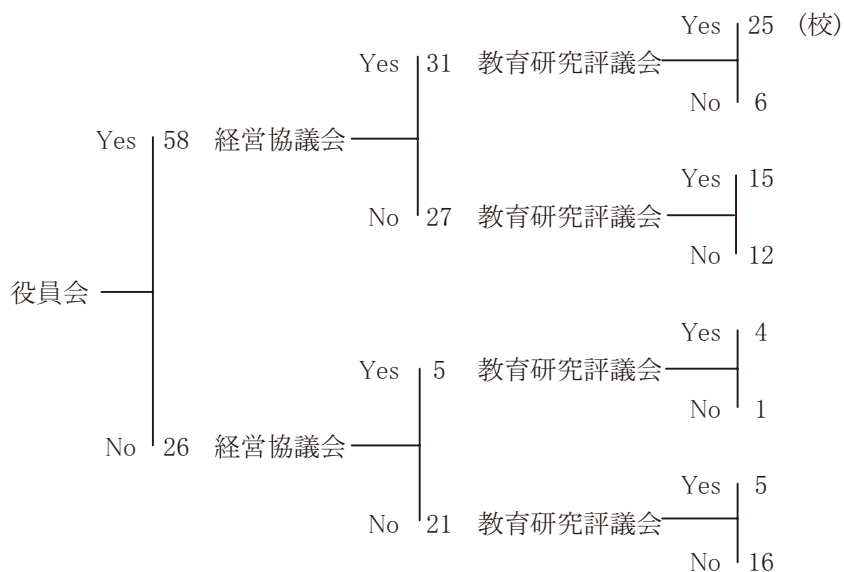 Yes 25 (校)
Yes 31 教育研究評議会
No 6
Yes 58 経営協議会
Yes 15
No 27 教育研究評議会
No 12
役員会
Yes 4
Yes 5 教育研究評議会
No 1
No 26 経営協議会
Yes 5
No 21 教育研究評議会
No 16